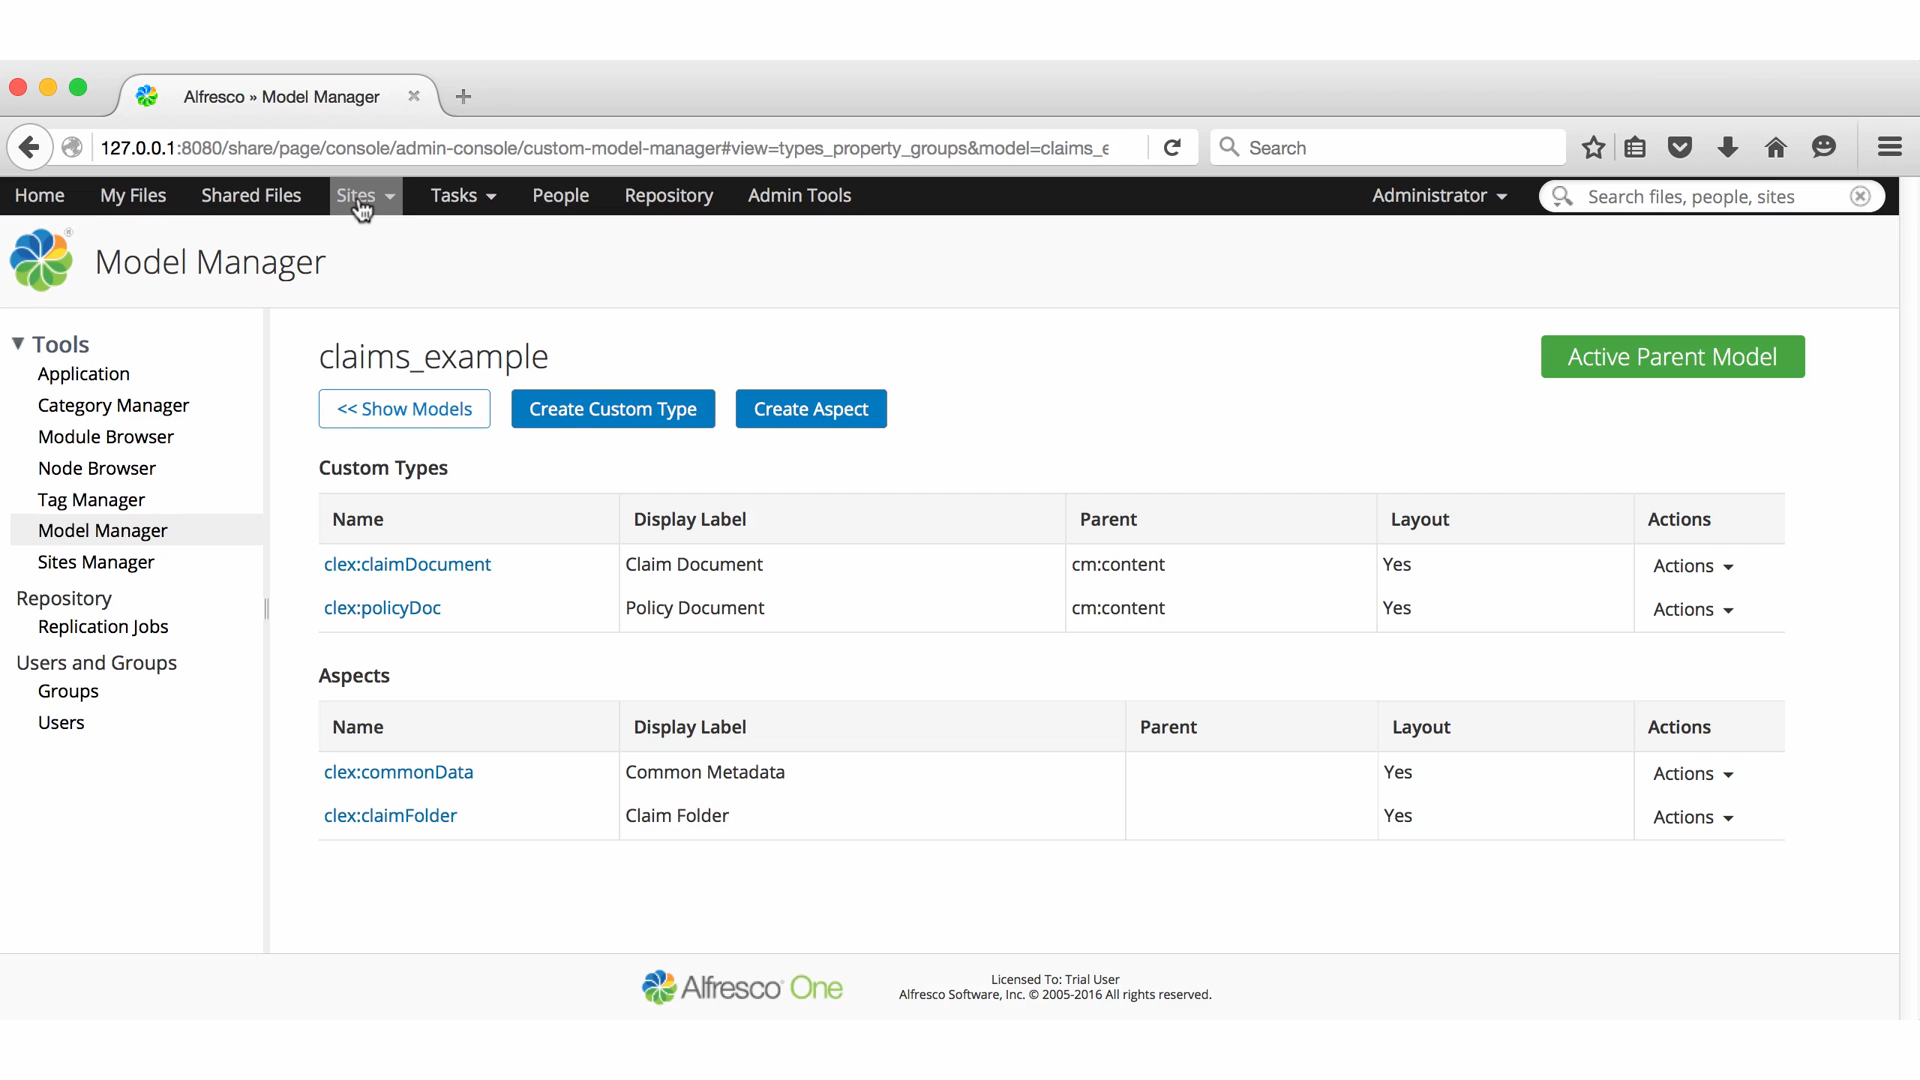 Alfresco » Model Manager
127.0.0.1:8080/share/page/console/admin-console/custom-model-manager#view=types_property_groups&model=claims_e
Search
Home My Files Shared Files Sites Tasks People Repository Admin Tools Administrator Search files, people, sites
Model Manager
Tools
Application
Category Manager
Module Browser
Node Browser
Tag Manager
Model Manager
Sites Manager
Repository
Replication Jobs
Users and Groups
Groups
Users
claims_example
Active Parent Model
<< Show Models Create Custom Type Create Aspect
Custom Types
Name Display Label Parent Layout Actions
clex:claimDocument Claim Document cm:content Yes Actions
clex:policyDoc Policy Document cm:content Yes Actions
Aspects
Name Display Label Parent Layout Actions
clex:commonData Common Metadata Yes Actions
clex:claimFolder Claim Folder Yes Actions
Alfresco One
Licensed To: Trial User
Alfresco Software, Inc. © 2005-2016 All rights reserved.